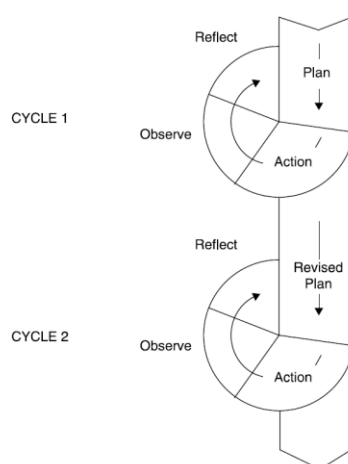 Reflect
Plan
CYCLE 1
Observe
Action
Reflect
Revised
Plan
CYCLE 2
Observe
Action